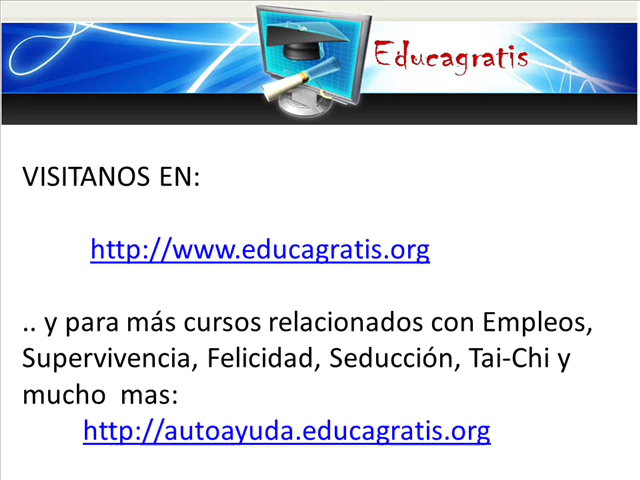 Educagratis
VISITANOS EN:
http://www.educagratis.org
.. y para más cursos relacionados con Empleos,
Supervivencia, Felicidad, Seducción, Tai-Chi y
mucho  mas:
http://autoayuda.educagratis.org